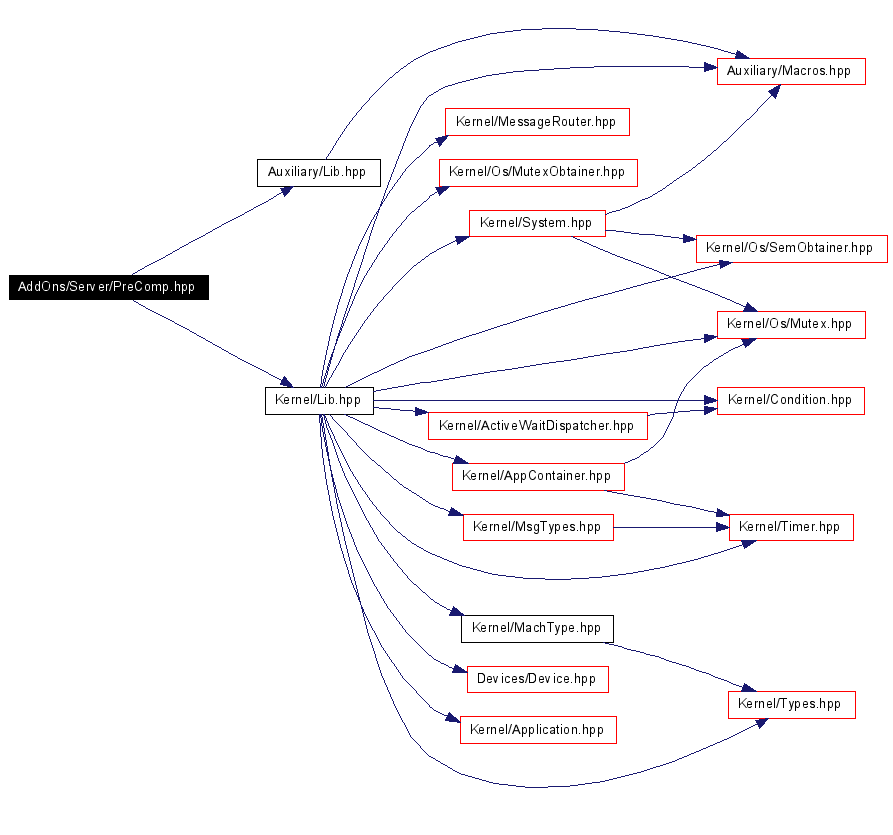 Auxiliary/Macros.hpp
Kernel/MessageRouter.hpp
Auxiliary/Lib.hpp
Kernel/Os/MutexObtainer.hpp
Kernel/System.hpp
Kernel/Os/SemObtainer.hpp
AddOns/Server/PreComp.hpp
Kernel/Os/Mutex.hpp
Kernel/Lib.hpp
Kernel/Condition.hpp
Kernel/ActiveWaitDispatcher.hpp
Kernel/AppContainer.hpp
Kernel/MsgTypes.hpp
Kernel/Timer.hpp
Kernel/MachType.hpp
Devices/Device.hpp
Kernel/Types.hpp
Kernel/Application.hpp